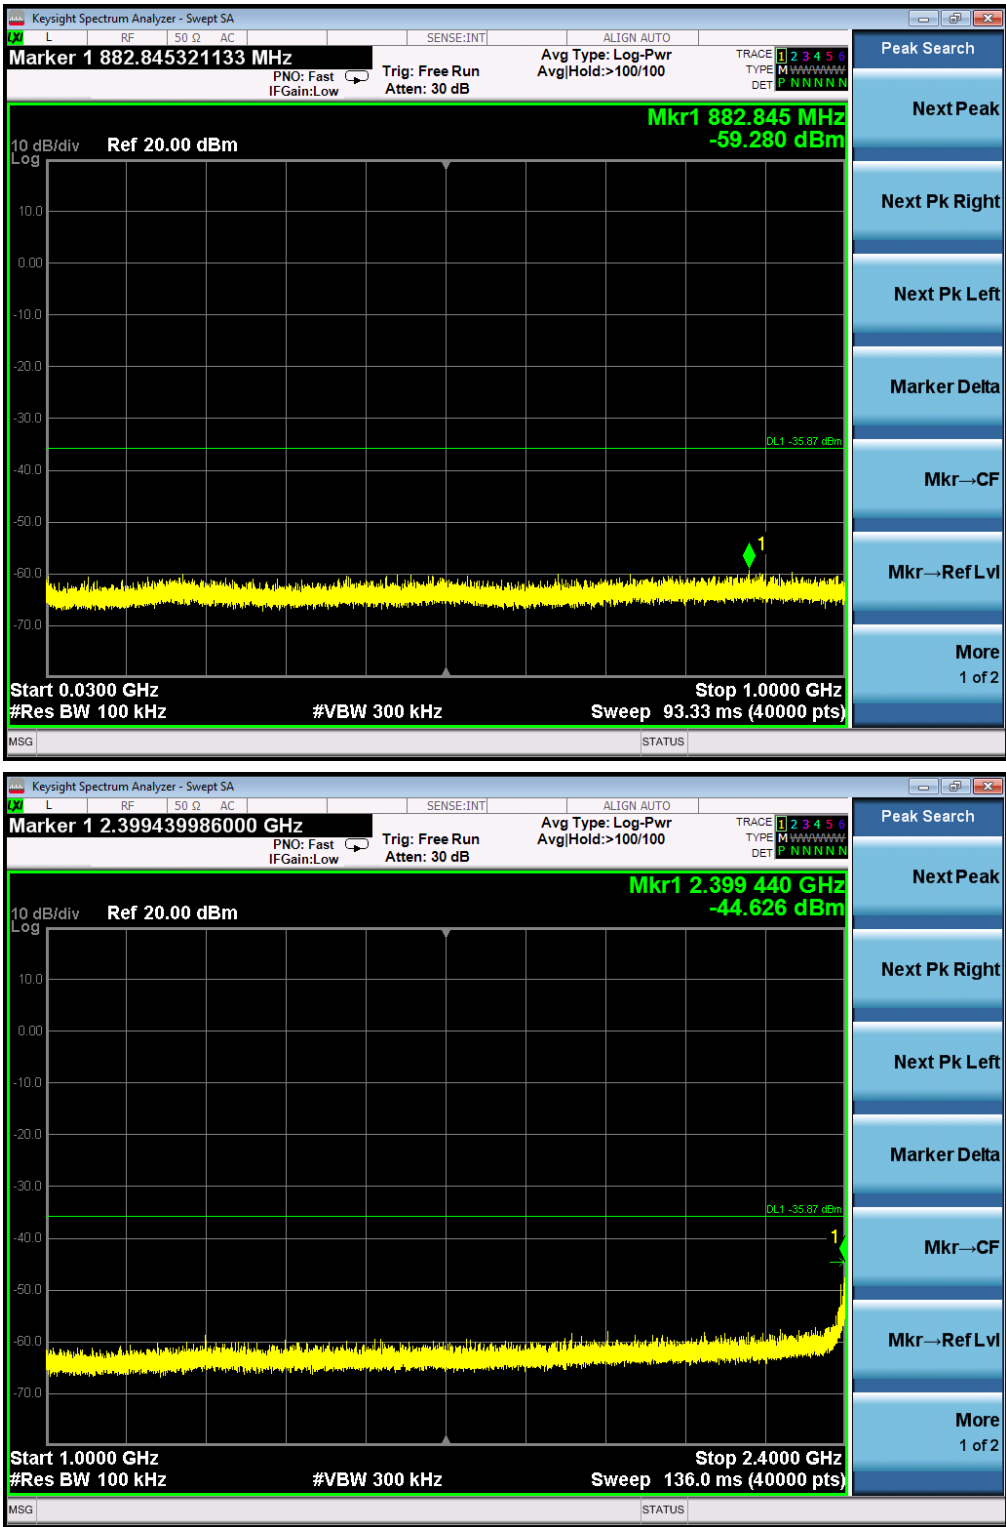 Keysight Spectrum Analyzer - Swept SA
LXI L RF 50 Ω AC SENSE:INT ALIGN AUTO
Marker 1 882.845321133 MHz
PNO: Fast
IFGain:Low
Trig: Free Run
Atten: 30 dB
Avg Type: Log-Pwr
Avg|Hold:>100/100
TRACE 1 2 3 4 5 6
TYPE M WWWWW
DET P N N N N N
Peak Search
Mkr1 882.845 MHz
-59.280 dBm
10 dB/div Ref 20.00 dBm
Log
10.0
0.00
-10.0
-20.0
-30.0
DL1 -35.87 dBm
-40.0
-50.0
1
-60.0
-70.0
Start 0.0300 GHz Stop 1.0000 GHz
#Res BW 100 kHz #VBW 300 kHz Sweep 93.33 ms (40000 pts)
MSG STATUS
Next Peak
Next Pk Right
Next Pk Left
Marker Delta
Mkr→CF
Mkr→Ref Lvl
More
1 of 2
Keysight Spectrum Analyzer - Swept SA
LXI L RF 50 Ω AC SENSE:INT ALIGN AUTO
Marker 1 2.399439986000 GHz
PNO: Fast
IFGain:Low
Trig: Free Run
Atten: 30 dB
Avg Type: Log-Pwr
Avg|Hold:>100/100
TRACE 1 2 3 4 5 6
TYPE M WWWWW
DET P N N N N N
Peak Search
Mkr1 2.399 440 GHz
-44.626 dBm
10 dB/div Ref 20.00 dBm
Log
10.0
0.00
-10.0
-20.0
-30.0
DL1 -35.87 dBm
-40.0
1
-50.0
-60.0
-70.0
Start 1.0000 GHz Stop 2.4000 GHz
#Res BW 100 kHz #VBW 300 kHz Sweep 136.0 ms (40000 pts)
MSG STATUS
Next Peak
Next Pk Right
Next Pk Left
Marker Delta
Mkr→CF
Mkr→Ref Lvl
More
1 of 2